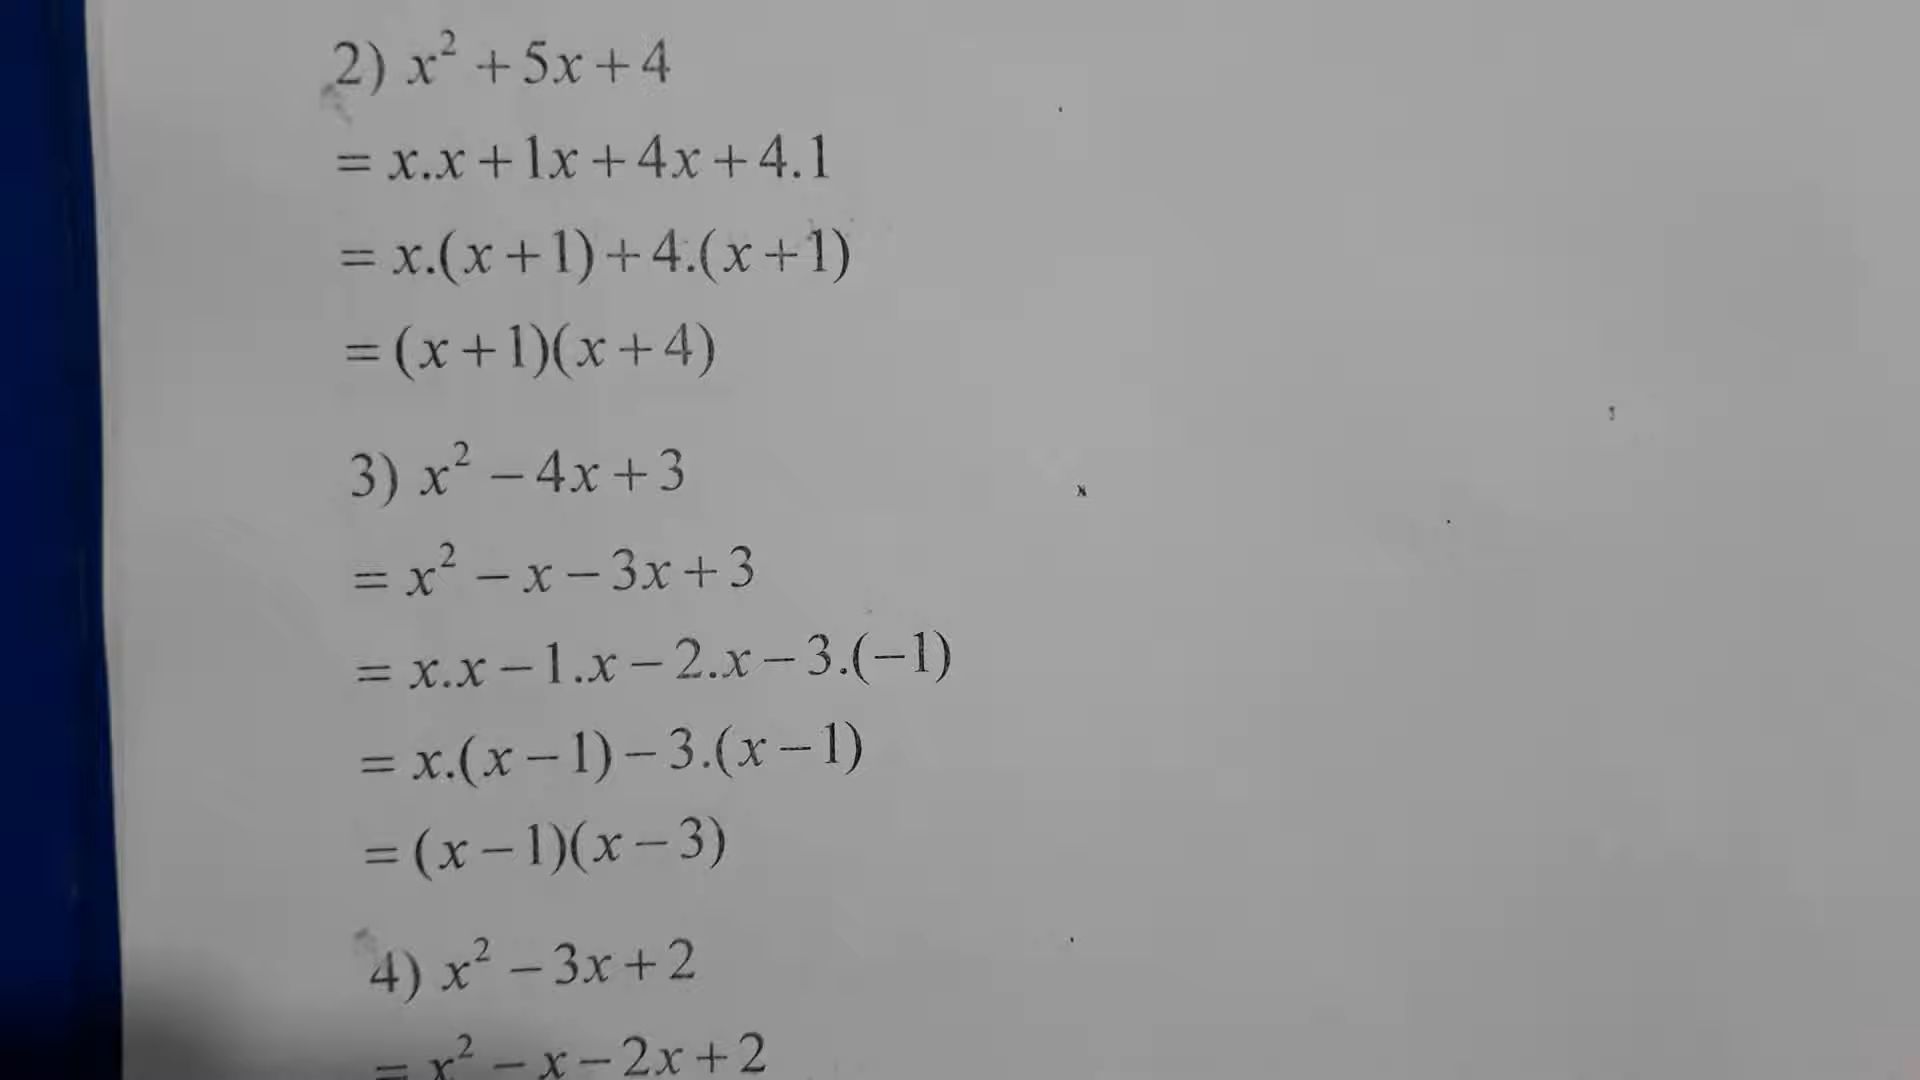 2) x² + 5x + 4
= x.x + 1x + 4x + 4.1
= x.(x + 1) + 4.(x + 1)
= (x + 1)(x + 4)
3) x² − 4x + 3
= x² − x − 3x + 3
= x.x − 1.x − 2.x − 3.(−1)
= x.(x − 1) − 3.(x − 1)
= (x − 1)(x − 3)
4) x² − 3x + 2
= x² − x − 2x + 2